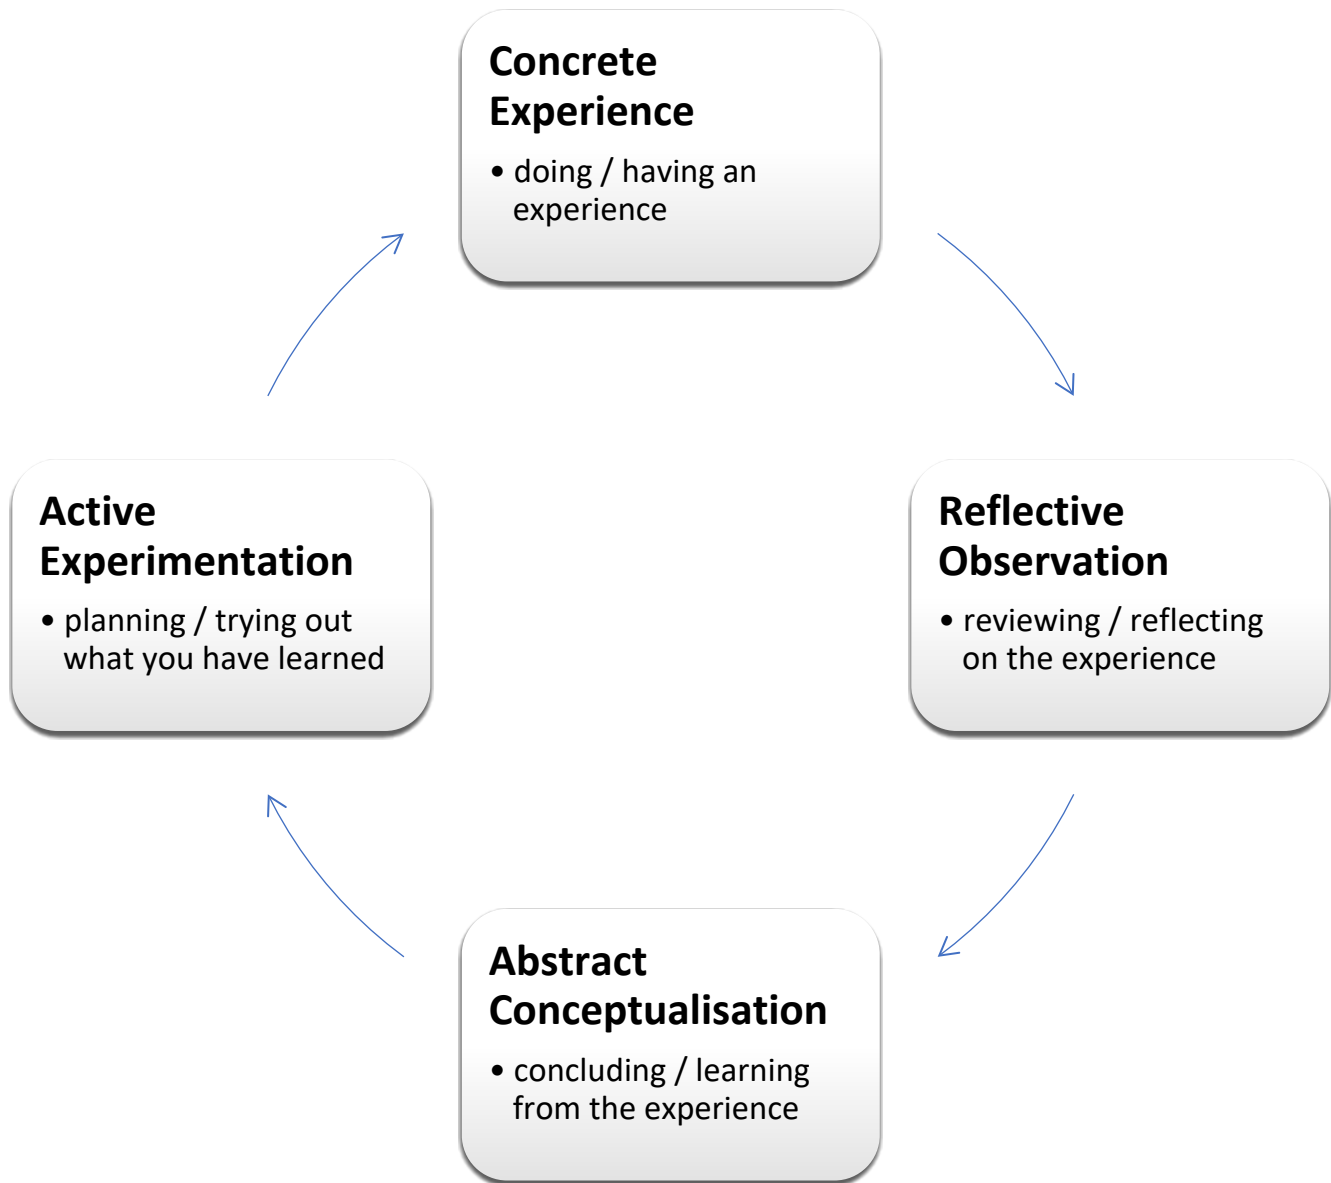 Concrete
Experience
• doing / having an
experience
Active
Experimentation
• planning / trying out
what you have learned
Reflective
Observation
• reviewing / reflecting
on the experience
Abstract
Conceptualisation
• concluding / learning
from the experience